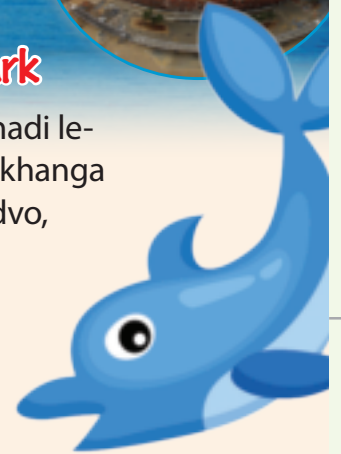 rk
nadi le-
khanga
dvo,